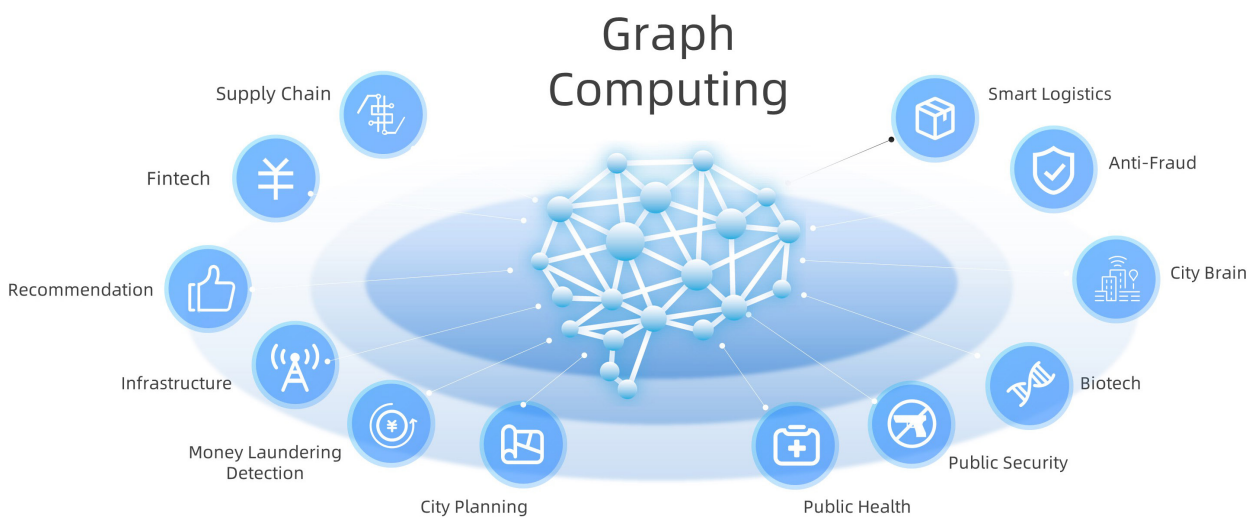 Graph
Computing
Supply Chain
Smart Logistics
Fintech
Anti-Fraud
Recommendation
City Brain
Infrastructure
Biotech
Money Laundering
Detection
Public Security
City Planning
Public Health